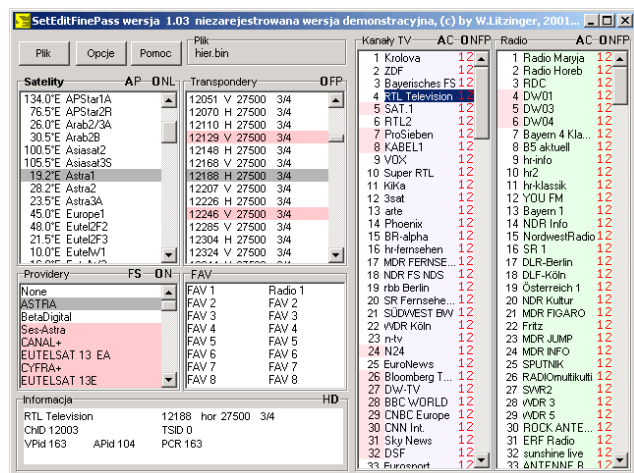 SetEditFinePass wersja 1.03 niezarejestrowana wersja demonstracyjna, (c) by W.Litzinger, 2001...
Plik Opcje Pomoc
Plik
hier.bin
Satelity AP ONL
134.0°E APStar1A
76.5°E APStar2R
26.0°E Arab2/3A
30.5°E Arab2B
100.5°E Asiasat2
105.5°E Asiasat3S
19.2°E Astra1
28.2°E Astra2
23.5°E Astra3A
45.0°E Europe1
48.0°E Eutel2F2
21.5°E Eutel2F3
10.0°E EutelW1
Transpondery OFP
12051 V 27500 3/4
12070 H 27500 3/4
12110 H 27500 3/4
12129 V 27500 3/4
12148 H 27500 3/4
12168 V 27500 3/4
12188 H 27500 3/4
12207 V 27500 3/4
12226 H 27500 3/4
12246 V 27500 3/4
12285 V 27500 3/4
12304 H 27500 3/4
12324 V 27500 3/4
Providery FS ON
None
ASTRA
BetaDigital
Ses-Astra
CANAL+
EUTELSAT 13 EA
CYFRA+
EUTELSAT 13E
FAV
FAV 1 Radio 1
FAV 2 FAV 2
FAV 3 FAV 3
FAV 4 FAV 4
FAV 5 FAV 5
FAV 6 FAV 6
FAV 7 FAV 7
FAV 8 FAV 8
Informacja HD
RTL Television 12188 hor 27500 3/4
ChID 12003 TSID 0
VPid 163 APid 104 PCR 163
Kanały TV AC ONFP
1 Krolova 12
2 ZDF 12
3 Bayerisches FS 12
4 RTL Television 12
5 SAT.1 12
6 RTL2 12
7 ProSieben 12
8 KABEL1 12
9 VOX 12
10 Super RTL 12
11 KiKa 12
12 3sat 12
13 arte 12
14 Phoenix 12
15 BR-alpha 12
16 hr-fernsehen 12
17 MDR FERNSE... 12
18 NDR FS NDS 12
19 rbb Berlin 12
20 SR Fernsehe... 12
21 SÜDWEST BW 12
22 WDR Köln 12
23 n-tv 12
24 N24 12
25 EuroNews 12
26 Bloomberg T... 12
27 DW-TV 12
28 BBC WORLD 12
29 CNBC Europe 12
30 CNN Int. 12
31 Sky News 12
32 DSF 12
33 Eurosport 12
Radio AC ONFP
1 Radio Maryja 12
2 Radio Horeb 12
3 RDC 12
4 DW01 12
5 DW03 12
6 DW04 12
7 Bayern 4 Kla... 12
8 B5 aktuell 12
9 hr-info 12
10 hr2 12
11 hr-klassik 12
12 YOU FM 12
13 Bayern 1 12
14 NDR Info 12
15 NordwestRadio 12
16 SR 1 12
17 DLR-Berlin 12
18 DLF-Köln 12
19 Österreich 1 12
20 NDR Kultur 12
21 MDR FIGARO 12
22 Fritz 12
23 MDR JUMP 12
24 MDR INFO 12
25 SPUTNIK 12
26 RADIOmultikulti 12
27 SWR2 12
28 WDR 3 12
29 WDR 5 12
30 ROCK ANTE... 12
31 ERF Radio 12
32 sunshine live 12
33 ANTENNE B... 12